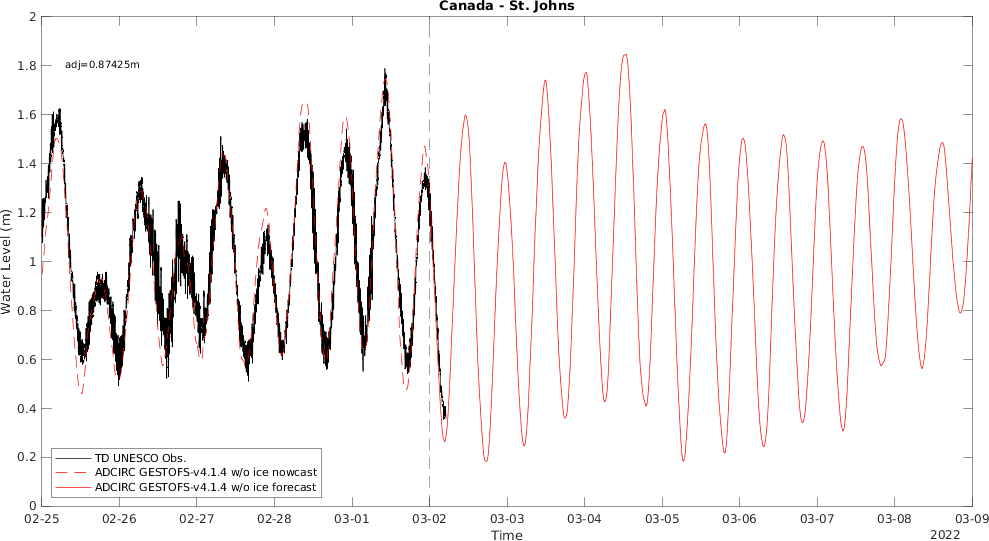 Canada - St. Johns
2
1.8
1.6
1.4
1.2
1
0.8
0.6
0.4
0.2
0
Water Level (m)
adj=0.87425m
TD UNESCO Obs.
ADCIRC GESTOFS-v4.1.4 w/o ice nowcast
ADCIRC GESTOFS-v4.1.4 w/o ice forecast
02-25 02-26 02-27 02-28 03-01 03-02 03-03 03-04 03-05 03-06 03-07 03-08 03-09
Time
2022